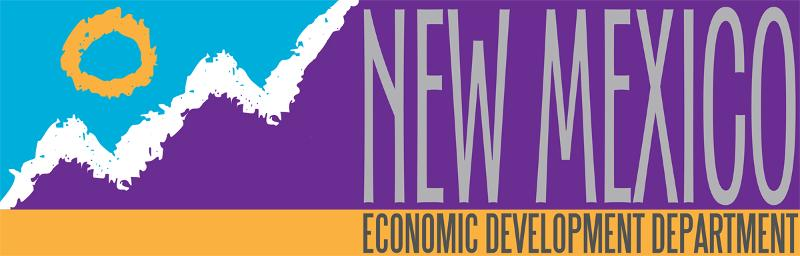 NEW MEXICO
ECONOMIC DEVELOPMENT DEPARTMENT